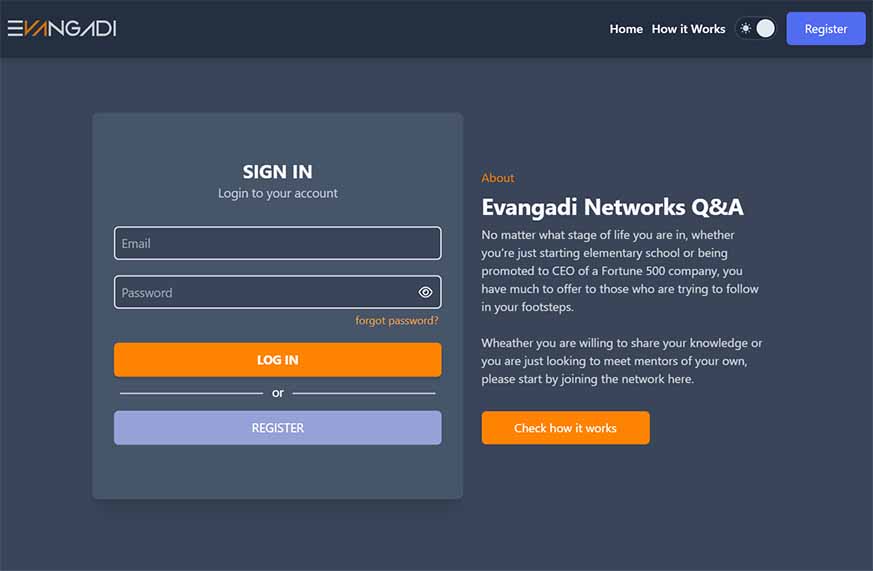 EVANGADI
Home How it Works Register
SIGN IN
Login to your account
Email
Password
forgot password?
LOG IN
or
REGISTER
About
Evangadi Networks Q&A
No matter what stage of life you are in, whether
you're just starting elementary school or being
promoted to CEO of a Fortune 500 company, you
have much to offer to those who are trying to follow
in your footsteps.
Wheather you are willing to share your knowledge or
you are just looking to meet mentors of your own,
please start by joining the network here.
Check how it works